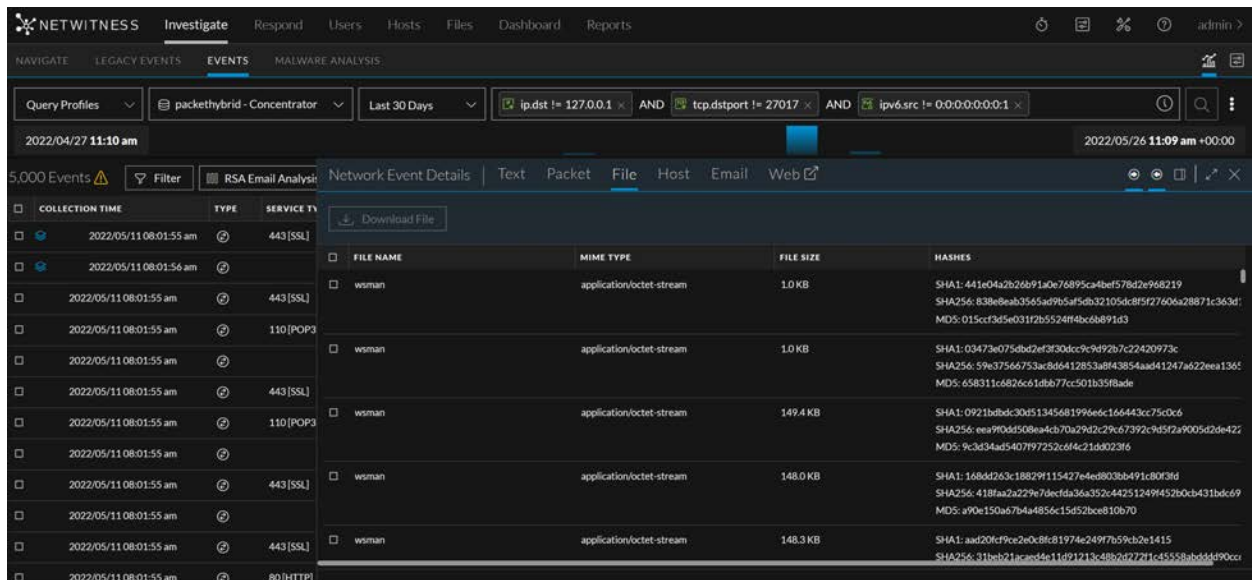 NETWITNESS Investigate Respond Users Hosts Files Dashboard Reports admin >
NAVIGATE LEGACY EVENTS EVENTS MALWARE ANALYSIS
Query Profiles packethybrid - Concentrator Last 30 Days ip.dst != 127.0.0.1 × AND tcp.dstport != 27017 × AND ipv6.src != 0:0:0:0:0:0:0:1 ×
2022/04/27 11:10 am 2022/05/26 11:09 am +00:00
5,000 Events Filter RSA Email Analysis Network Event Details Text Packet File Host Email Web
COLLECTION TIME TYPE SERVICE TY
Download File
2022/05/11 08:01:55 am 443 [SSL]
FILE NAME MIME TYPE FILE SIZE HASHES
2022/05/11 08:01:56 am
wsman application/octet-stream 1.0 KB SHA1: 441e04a2b26b91a0e76895ca4bef578d2e968219
2022/05/11 08:01:55 am 443 [SSL]
SHA256: 838e8eab3565ad9b5af5db32105dc8f5f27606a28871c363d
MD5: 015ccf3d5e031f2b5524ff4bc6b891d3
2022/05/11 08:01:55 am 110 [POP3
wsman application/octet-stream 1.0 KB SHA1: 03473e075dbd2ef3f30dcc9c9d92b7c22420973c
2022/05/11 08:01:55 am
SHA256: 59e37566753ac8d6412853a8f43854aad41247a622eea1365
MD5: 658311c6826c61dbb77cc501b35f8ade
2022/05/11 08:01:55 am 443 [SSL]
wsman application/octet-stream 149.4 KB SHA1: 0921bdbdc30d51345681996e6c166443cc75c0c6
2022/05/11 08:01:55 am 110 [POP3
SHA256: eea9f0dd508ea4cb70a29d2c29c67392c9d5f2a9005d2de422
MD5: 9c3d34ad5407f97252c6f4c21dd023f6
2022/05/11 08:01:55 am
wsman application/octet-stream 148.0 KB SHA1: 168dd263c18829f115427e4ed803bb491c80f3fd
2022/05/11 08:01:55 am 443 [SSL]
SHA256: 418faa2a229e7decfda36a352c44251249f452b0cb431bdc69
MD5: a90e150a67b4a4856c15d52bce810b70
2022/05/11 08:01:55 am
wsman application/octet-stream 148.3 KB SHA1: aad20fcf9ce2e0c8fc81974e249f7b59cb2e1415
2022/05/11 08:01:55 am 443 [SSL]
SHA256: 31beb21acaed4e11d91213c48b2d272f1c45558abdddd90cc
2022/05/11 08:01:55 am 80 [HTTP]